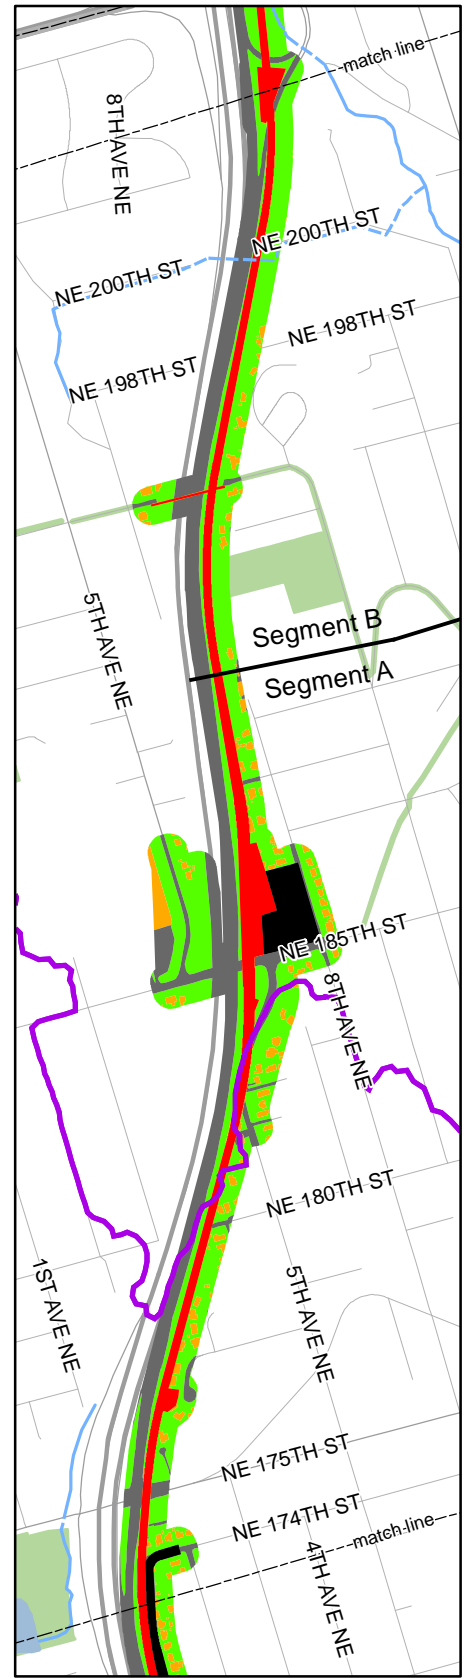 match line
8TH AVE NE
NE 200TH ST
NE 200TH ST
NE 198TH ST
NE 198TH ST
5TH AVE NE
Segment B
Segment A
NE 185TH ST
8TH AVE NE
NE 180TH ST
1ST AVE NE
5TH AVE NE
NE 175TH ST
NE 174TH ST
match line
4TH AVE NE